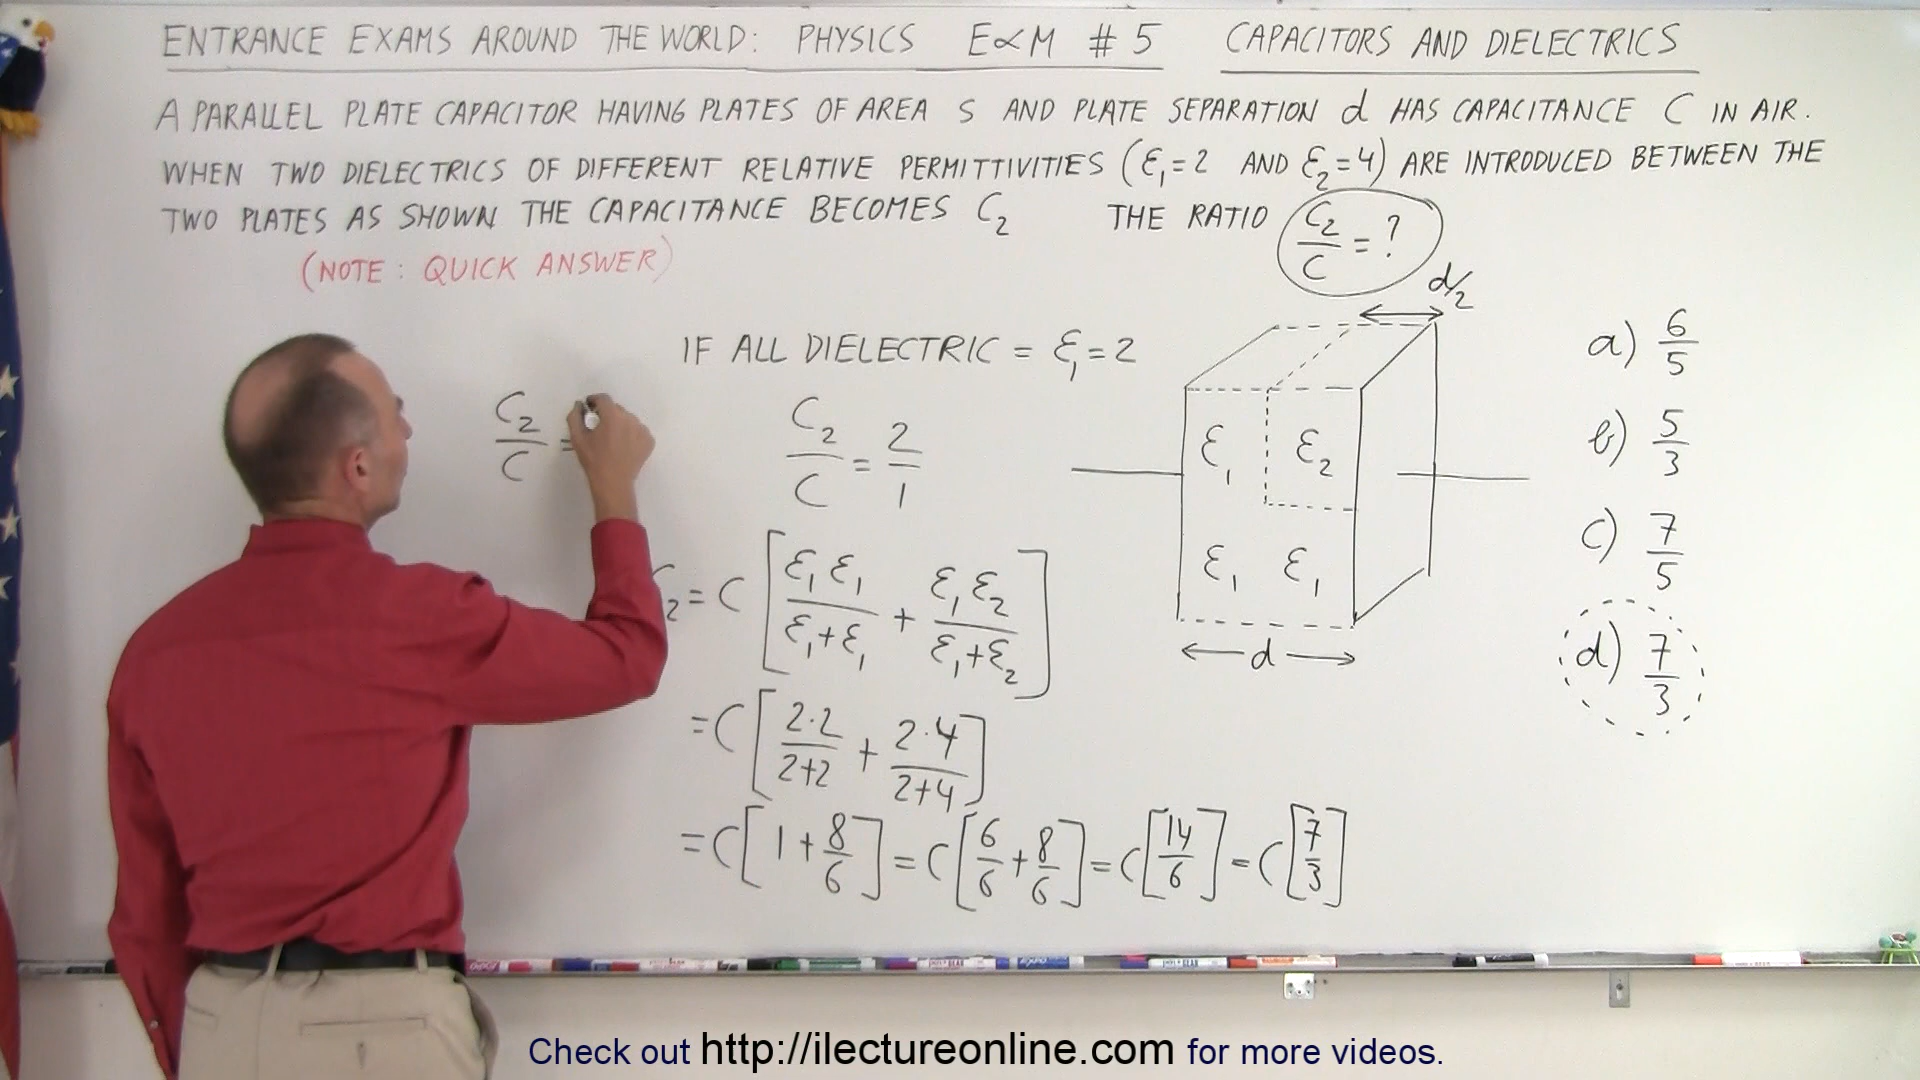 ENTRANCE EXAMS AROUND THE WORLD: PHYSICS E∝M # 5 CAPACITORS AND DIELECTRICS
A PARALLEL PLATE CAPACITOR HAVING PLATES OF AREA S AND PLATE SEPARATION d HAS CAPACITANCE C IN AIR.
WHEN TWO DIELECTRICS OF DIFFERENT RELATIVE PERMITTIVITIES (ε₁=2 AND ε₂=4) ARE INTRODUCED BETWEEN THE
TWO PLATES AS SHOWN THE CAPACITANCE BECOMES C₂ THE RATIO C₂/C = ?
(NOTE: QUICK ANSWER)
d/2
IF ALL DIELECTRIC = ε₁=2
C₂/C =
C₂/C = 2/1
ε₁ ε₂
ε₁ ε₁
d
a) 6/5
b) 5/3
c) 7/5
d) 7/3
₂ = C [ε₁ε₁/(ε₁+ε₁) + ε₁ε₂/(ε₁+ε₂)]
= C [2·2/(2+2) + 2·4/(2+4)]
= C [1 + 8/6] = C [6/6 + 8/6] = C [14/6] = C [7/3]
Check out http://ilectureonline.com for more videos.